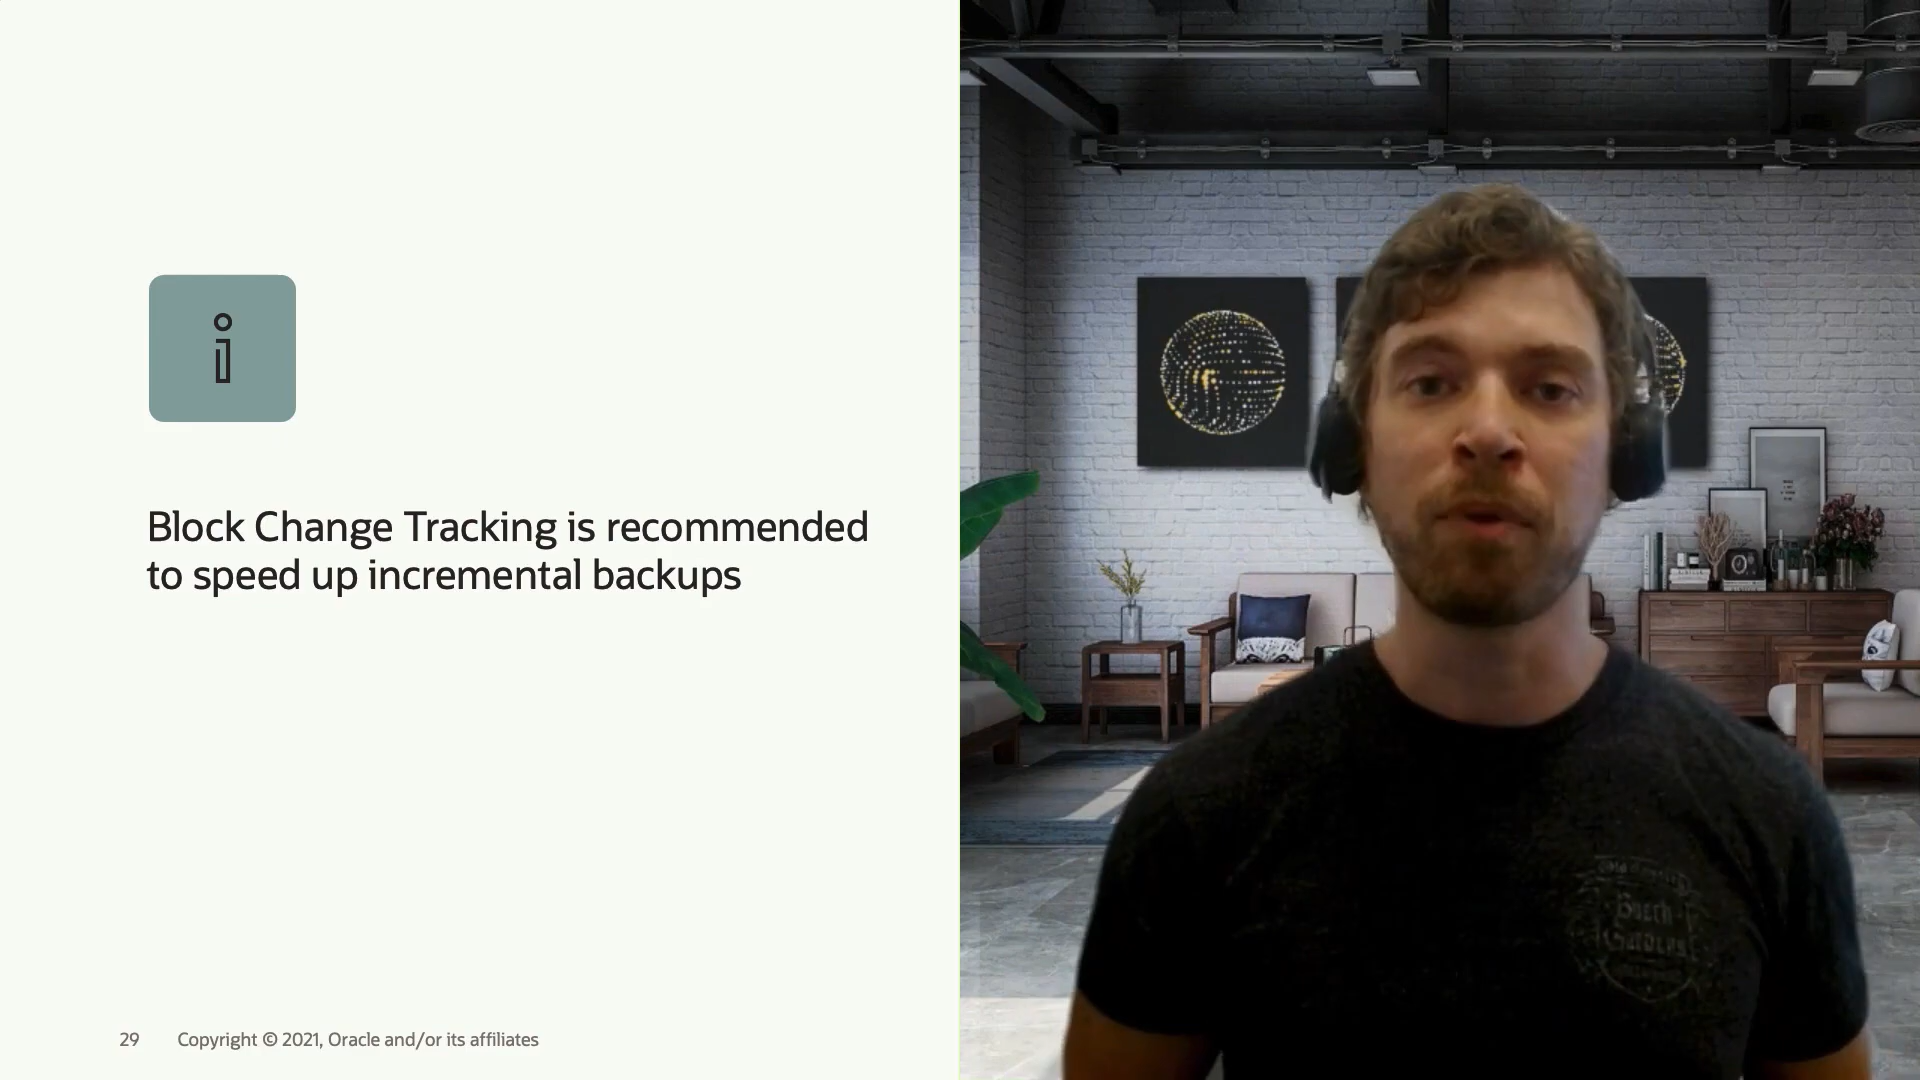 Block Change Tracking is recommended
to speed up incremental backups
29 Copyright © 2021, Oracle and/or its affiliates